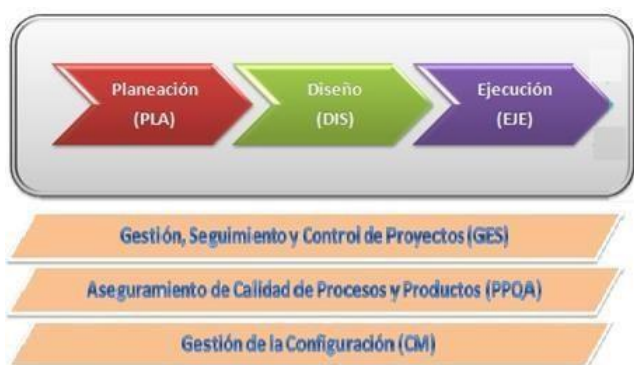 Planeación
(PLA)
Diseño
(DIS)
Ejecución
(EJE)
Gestión, Seguimiento y Control de Proyectos (GES)
Aseguramiento de Calidad de Procesos y Productos (PPQA)
Gestión de la Configuración (CM)